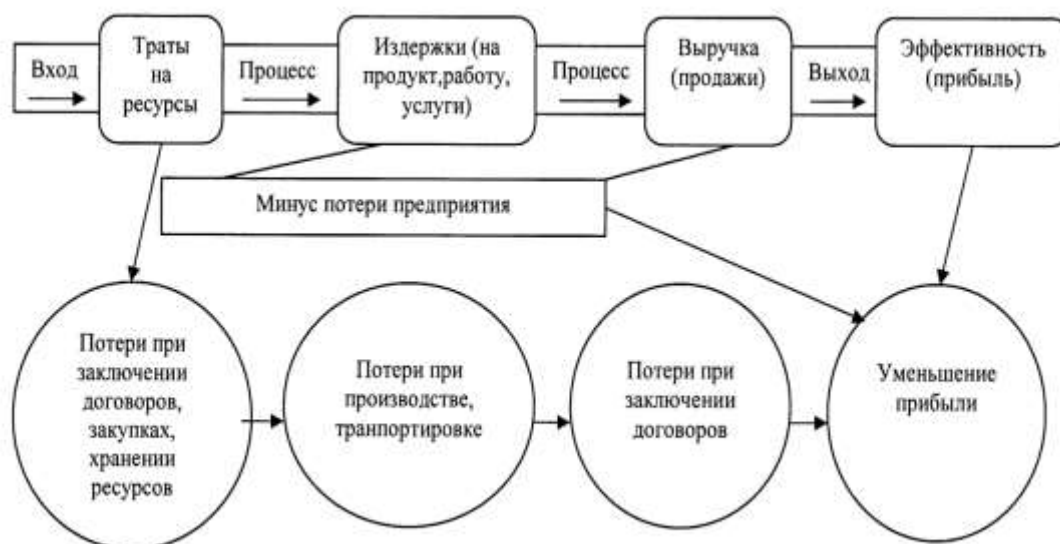 Вход
Траты
на
ресурсы
Процесс
Издержки (на
продукт,работу,
услуги)
Процесс
Выручка
(продажи)
Выход
Эффективность
(прибыль)
Минус потери предприятия
Потери при
заключении
договоров,
закупках,
хранении
ресурсов
Потери при
производстве,
транпортировке
Потери при
заключении
договоров
Уменьшение
прибыли